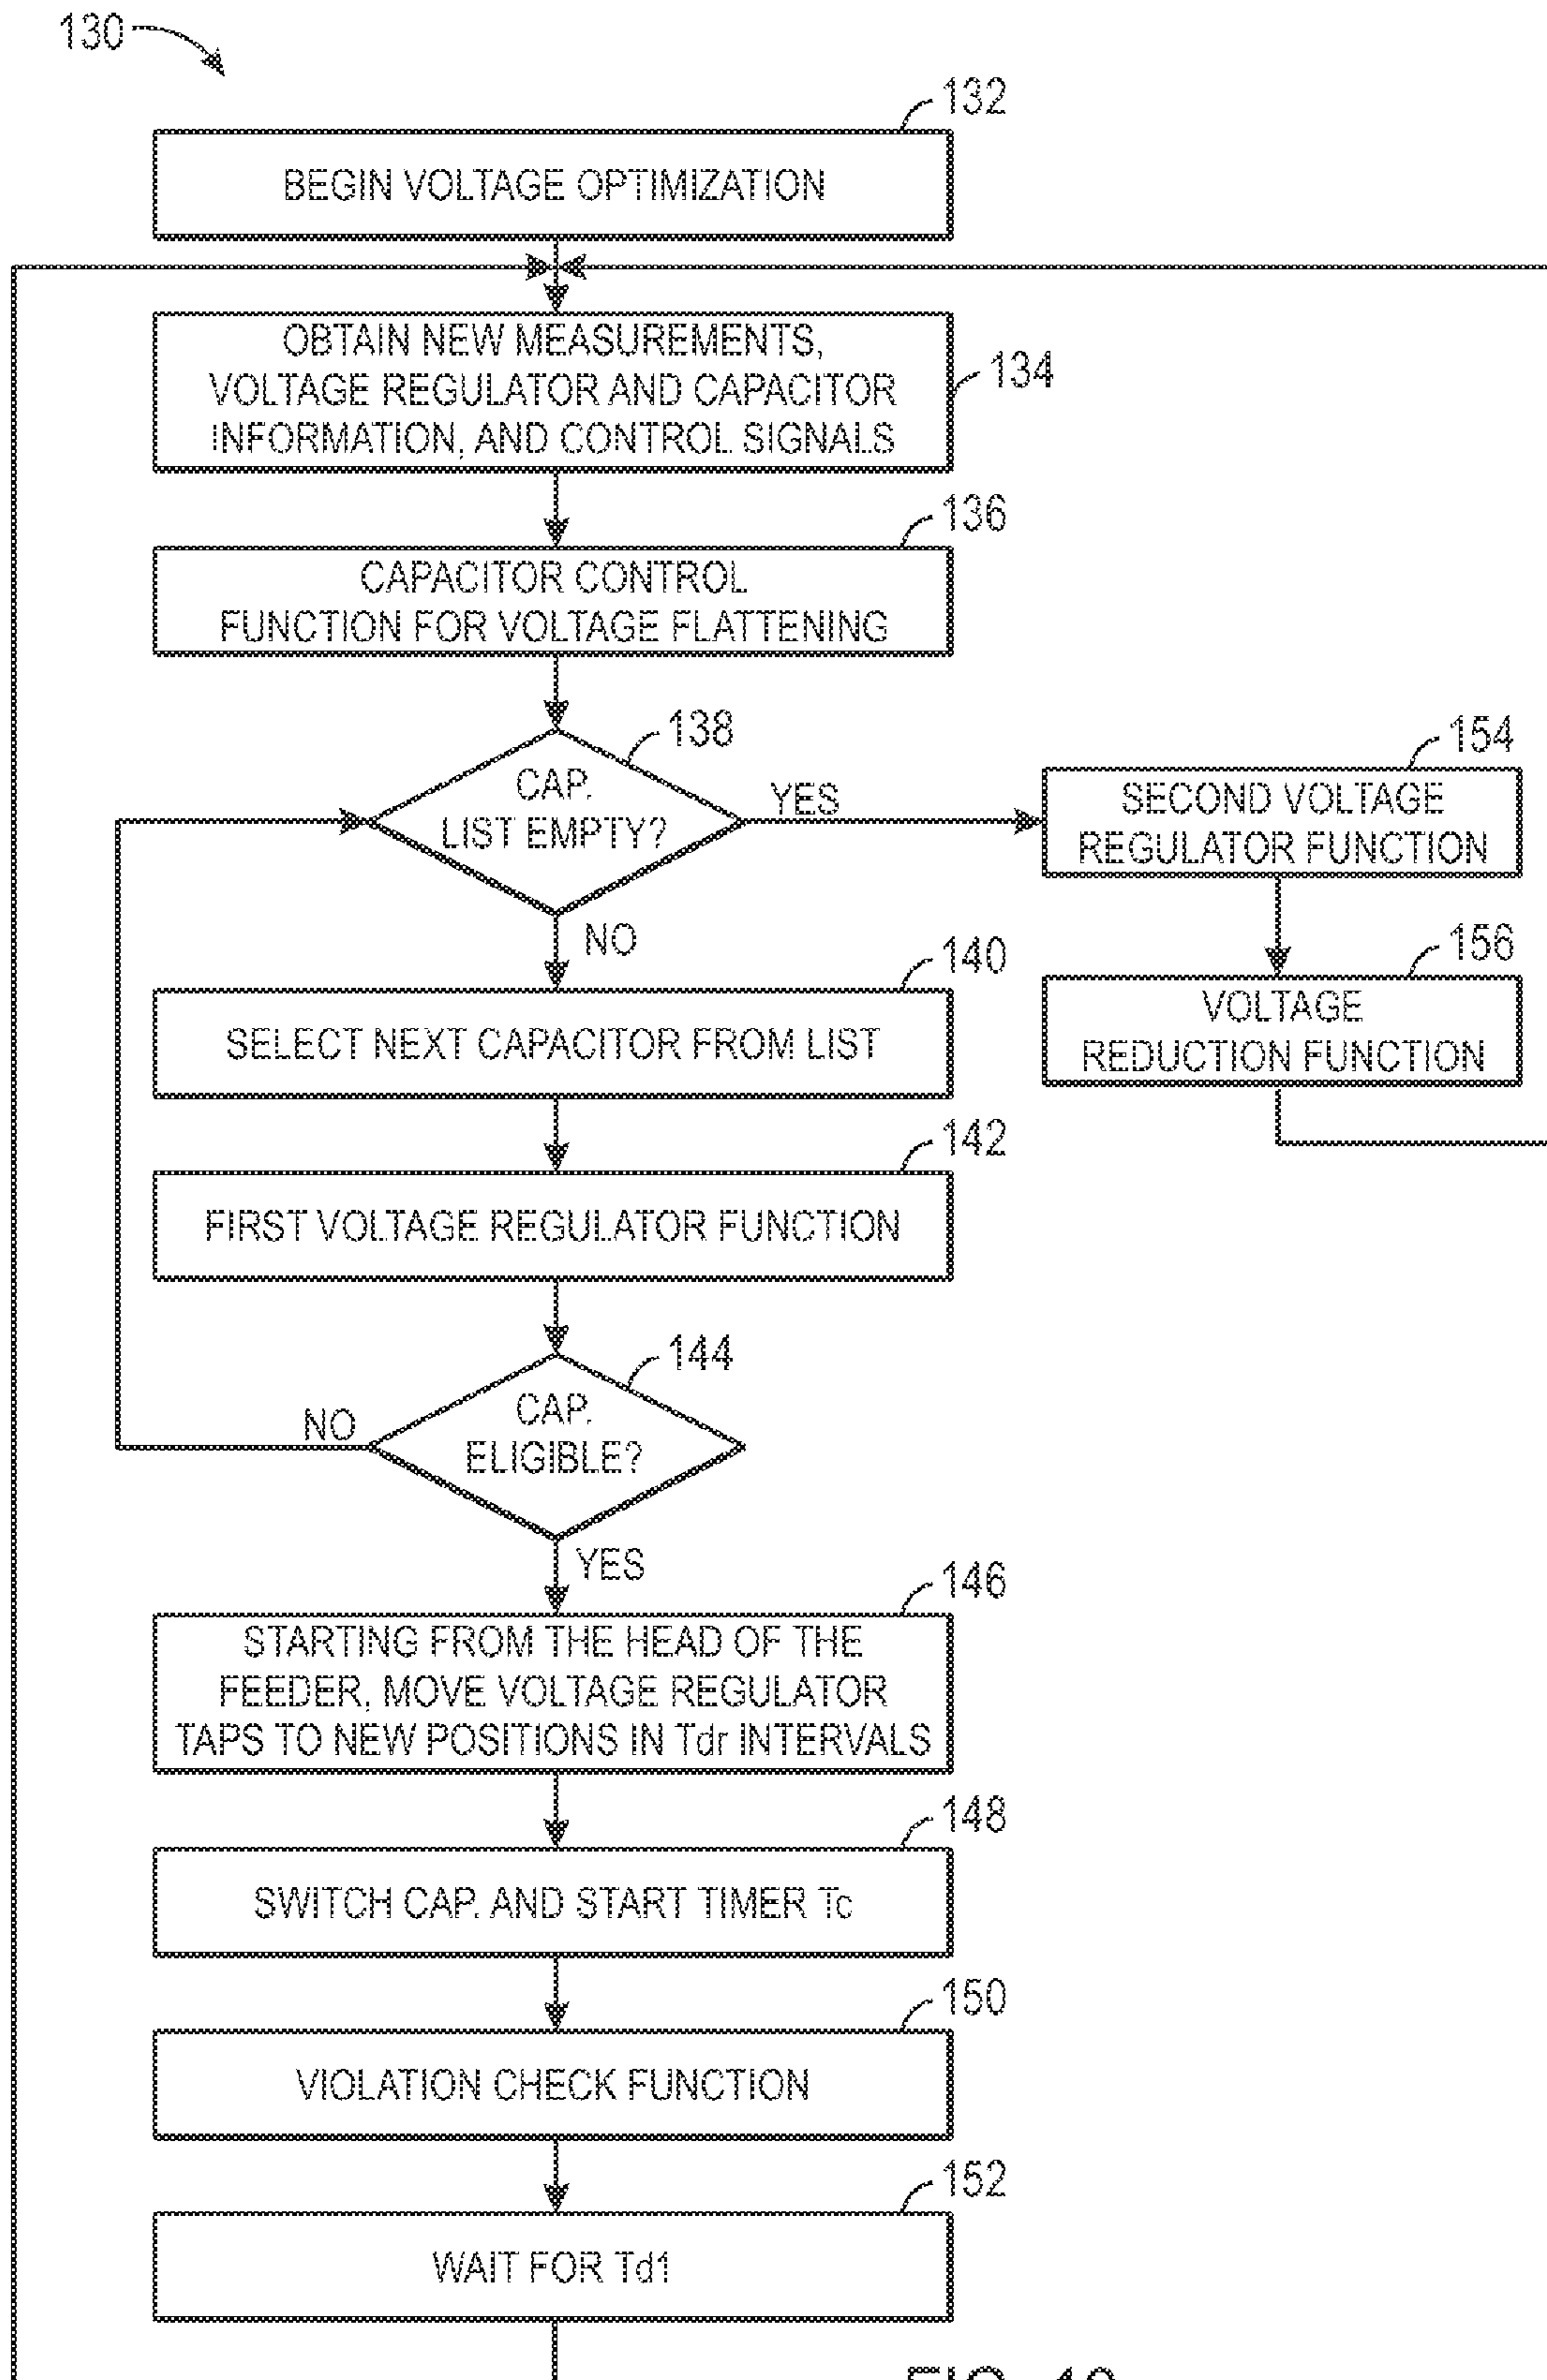 130
132
BEGIN VOLTAGE OPTIMIZATION
OBTAIN NEW MEASUREMENTS,
VOLTAGE REGULATOR AND CAPACITOR
INFORMATION, AND CONTROL SIGNALS
134
136
CAPACITOR CONTROL
FUNCTION FOR VOLTAGE FLATTENING
138
CAP.
LIST EMPTY?
YES
NO
154
SECOND VOLTAGE
REGULATOR FUNCTION
156
VOLTAGE
REDUCTION FUNCTION
140
SELECT NEXT CAPACITOR FROM LIST
142
FIRST VOLTAGE REGULATOR FUNCTION
144
CAP.
ELIGIBLE?
NO
YES
146
STARTING FROM THE HEAD OF THE
FEEDER, MOVE VOLTAGE REGULATOR
TAPS TO NEW POSITIONS IN Tdr INTERVALS
148
SWITCH CAP. AND START TIMER Tc
150
VIOLATION CHECK FUNCTION
152
WAIT FOR Td1